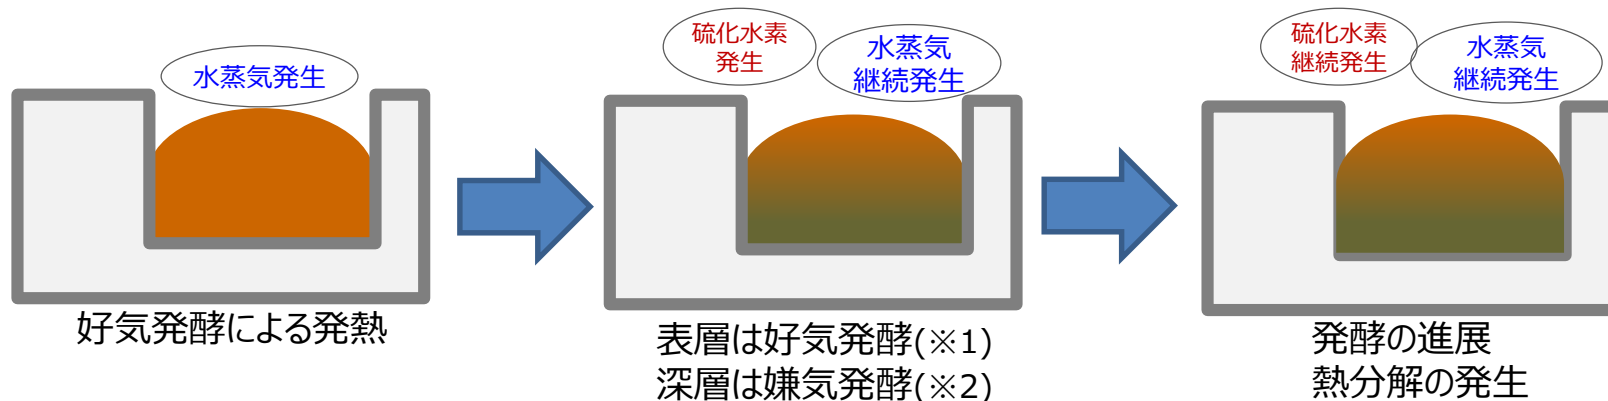 水蒸気発生
好気発酵による発熱
硫化水素
発生
水蒸気
継続発生
表層は好気発酵(※1)
深層は嫌気発酵(※2)
硫化水素
継続発生
水蒸気
継続発生
発酵の進展
熱分解の発生